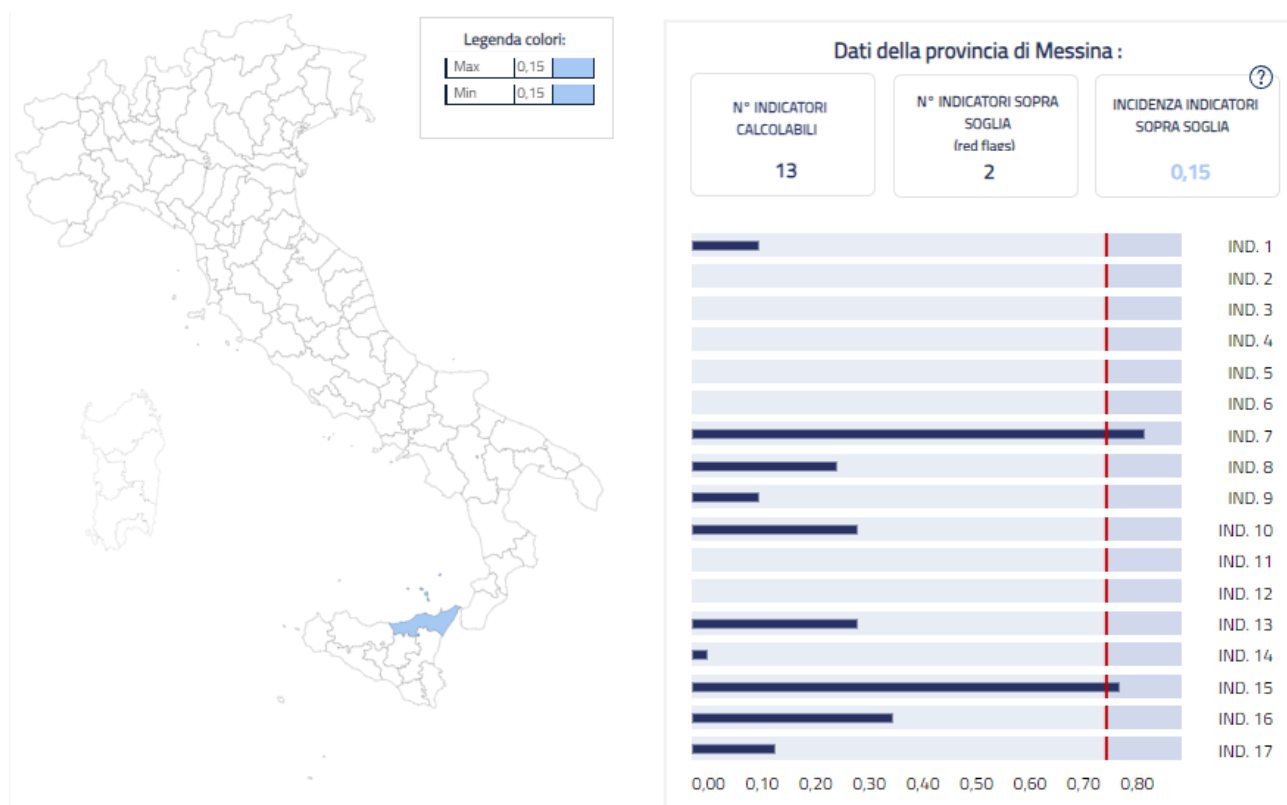 Legenda colori:
Max 0,15
Min 0,15
Dati della provincia di Messina :
N° INDICATORI
CALCOLABILI
13
N° INDICATORI SOPRA
SOGLIA
(red flags)
2
?
INCIDENZA INDICATORI
SOPRA SOGLIA
0,15
IND. 1
IND. 2
IND. 3
IND. 4
IND. 5
IND. 6
IND. 7
IND. 8
IND. 9
IND. 10
IND. 11
IND. 12
IND. 13
IND. 14
IND. 15
IND. 16
IND. 17
0,00 0,10 0,20 0,30 0,40 0,50 0,60 0,70 0,80